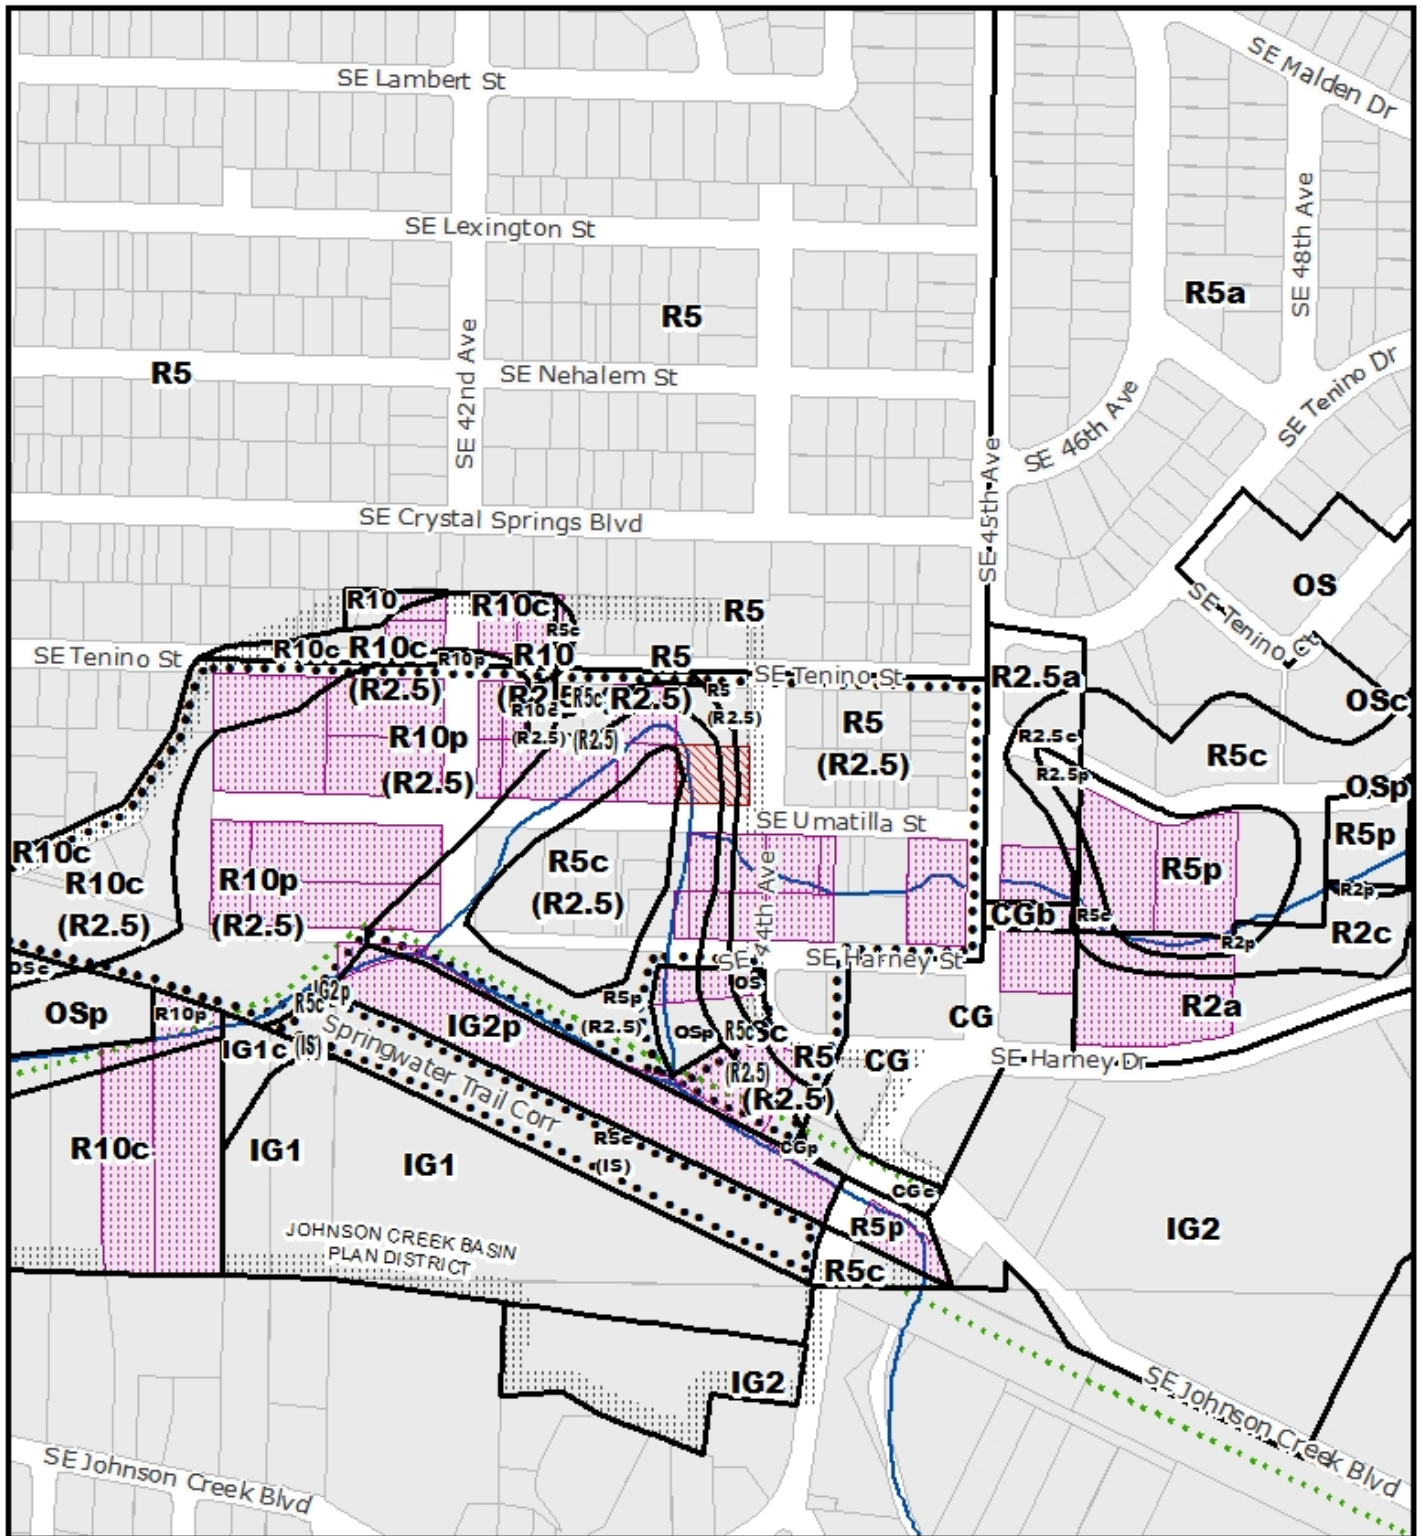 SE Malden Dr
SE Lambert St
SE Lexington St
SE 48th Ave
R5a
R5
R5
SE 42nd Ave
SE Nehalem St
SE Tenino Dr
SE 46th Ave
SE 45th Ave
SE Crystal Springs Blvd
OS
R10
R10c
R5
R5c
SE Tenino Ct
R10c
R10c
R10p
R10
R5
SE Tenino St
SE Tenino St
R2.5a
(R2.5)
R5c
(R2.5)
R5
(R2.5)
OSc
R10c
R10p
(R2.5)
(R2.5)
(R2.5)
R5
(R2.5)
R2.5c
R2.5p
R5c
OSp
SE Umatilla St
R5p
R10c
R10c
(R2.5)
R10p
(R2.5)
R5c
(R2.5)
R5p
SE 44th Ave
R2p
CGb
R5c
R2p
R2c
OSc
SE Harney St
OS
R5p
(R2.5)
IG2p
R5c
(IS)
OSp
R10p
IG1c
IG2p
OSp
R5c
(R2.5)
R5
(R2.5)
CG
CG
R2a
SE Harney Dr
Springwater Trail Corr
R10c
IG1
IG1
R5c
(IS)
CGp
CGc
R5p
IG2
JOHNSON CREEK BASIN
PLAN DISTRICT
R5c
IG2
SE Johnson Creek Blvd
SE Johnson Creek Blvd